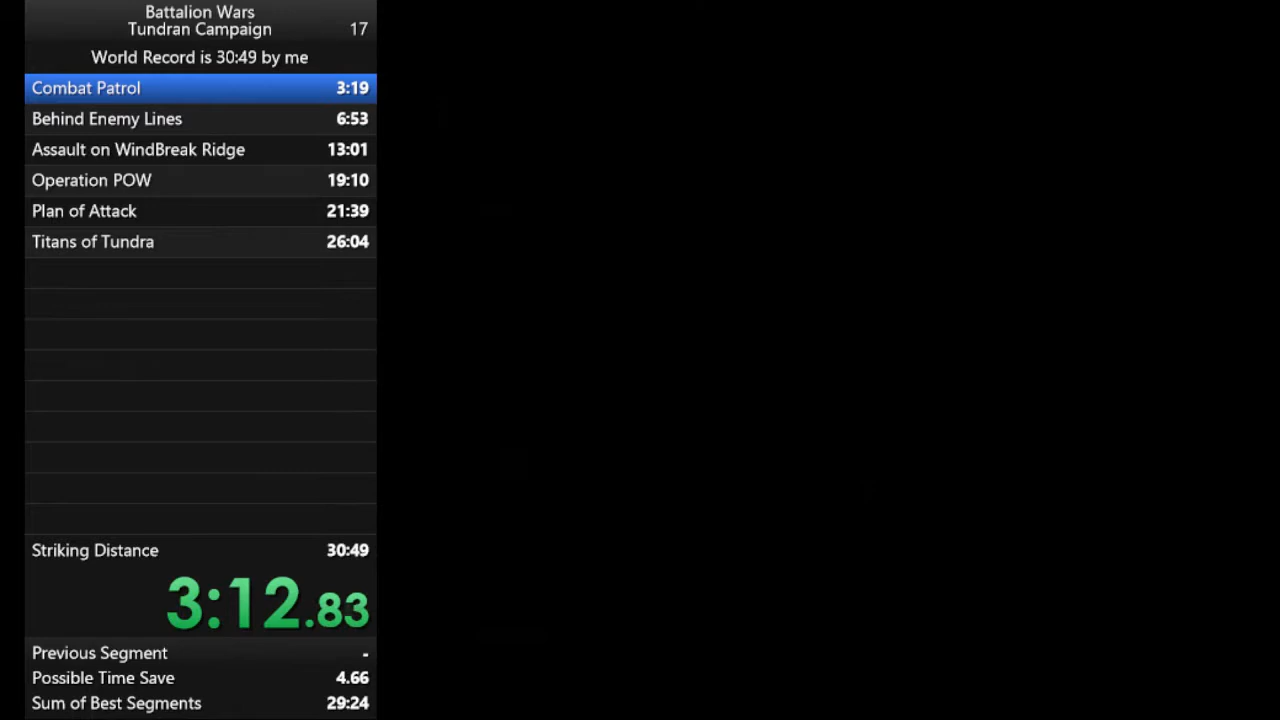 Battalion Wars
Tundran Campaign 17
World Record is 30:49 by me
Combat Patrol 3:19
Behind Enemy Lines 6:53
Assault on WindBreak Ridge 13:01
Operation POW 19:10
Plan of Attack 21:39
Titans of Tundra 26:04
Striking Distance 30:49
3:12.83
Previous Segment -
Possible Time Save 4.66
Sum of Best Segments 29:24